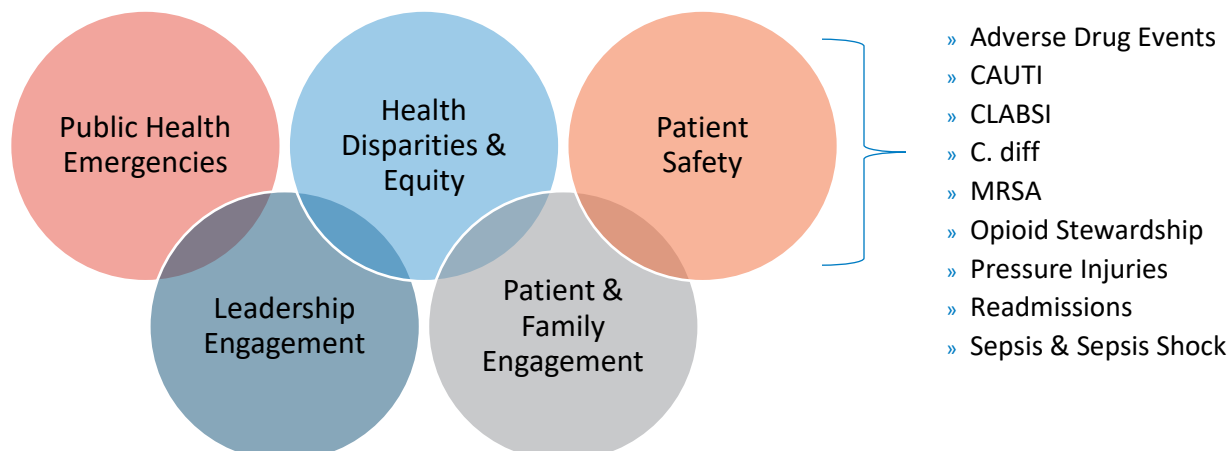 Public Health
Emergencies
Health
Disparities &
Equity
Patient
Safety
Leadership
Engagement
Patient &
Family
Engagement
» Adverse Drug Events
» CAUTI
» CLABSI
» C. diff
» MRSA
» Opioid Stewardship
» Pressure Injuries
» Readmissions
» Sepsis & Sepsis Shock